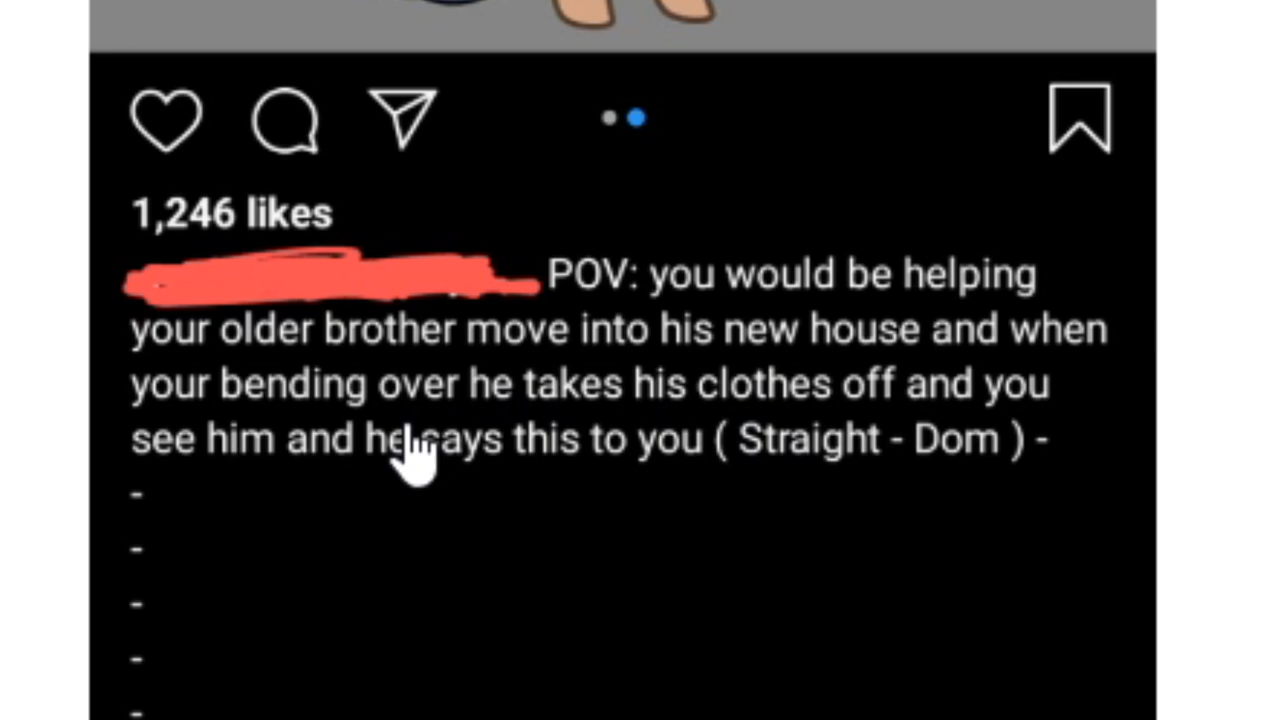 1,246 likes
POV: you would be helping
your older brother move into his new house and when
your bending over he takes his clothes off and you
see him and he says this to you ( Straight - Dom ) -
-
-
-
-
-